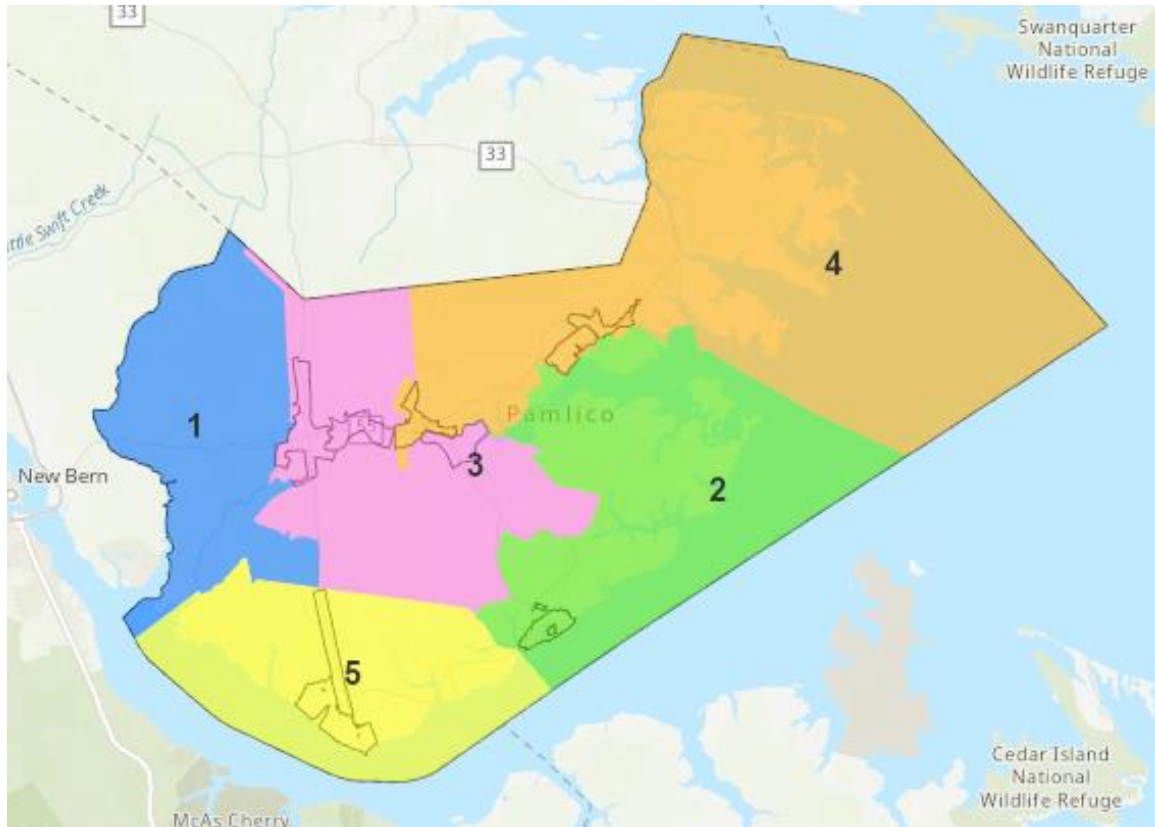 33
Swanquarter
National
Wildlife Refuge
33
ttle Swift Creek
4
Pamlico
1
3
New Bern
2
5
Cedar Island
National
Wildlife Refuge
McAs Cherry